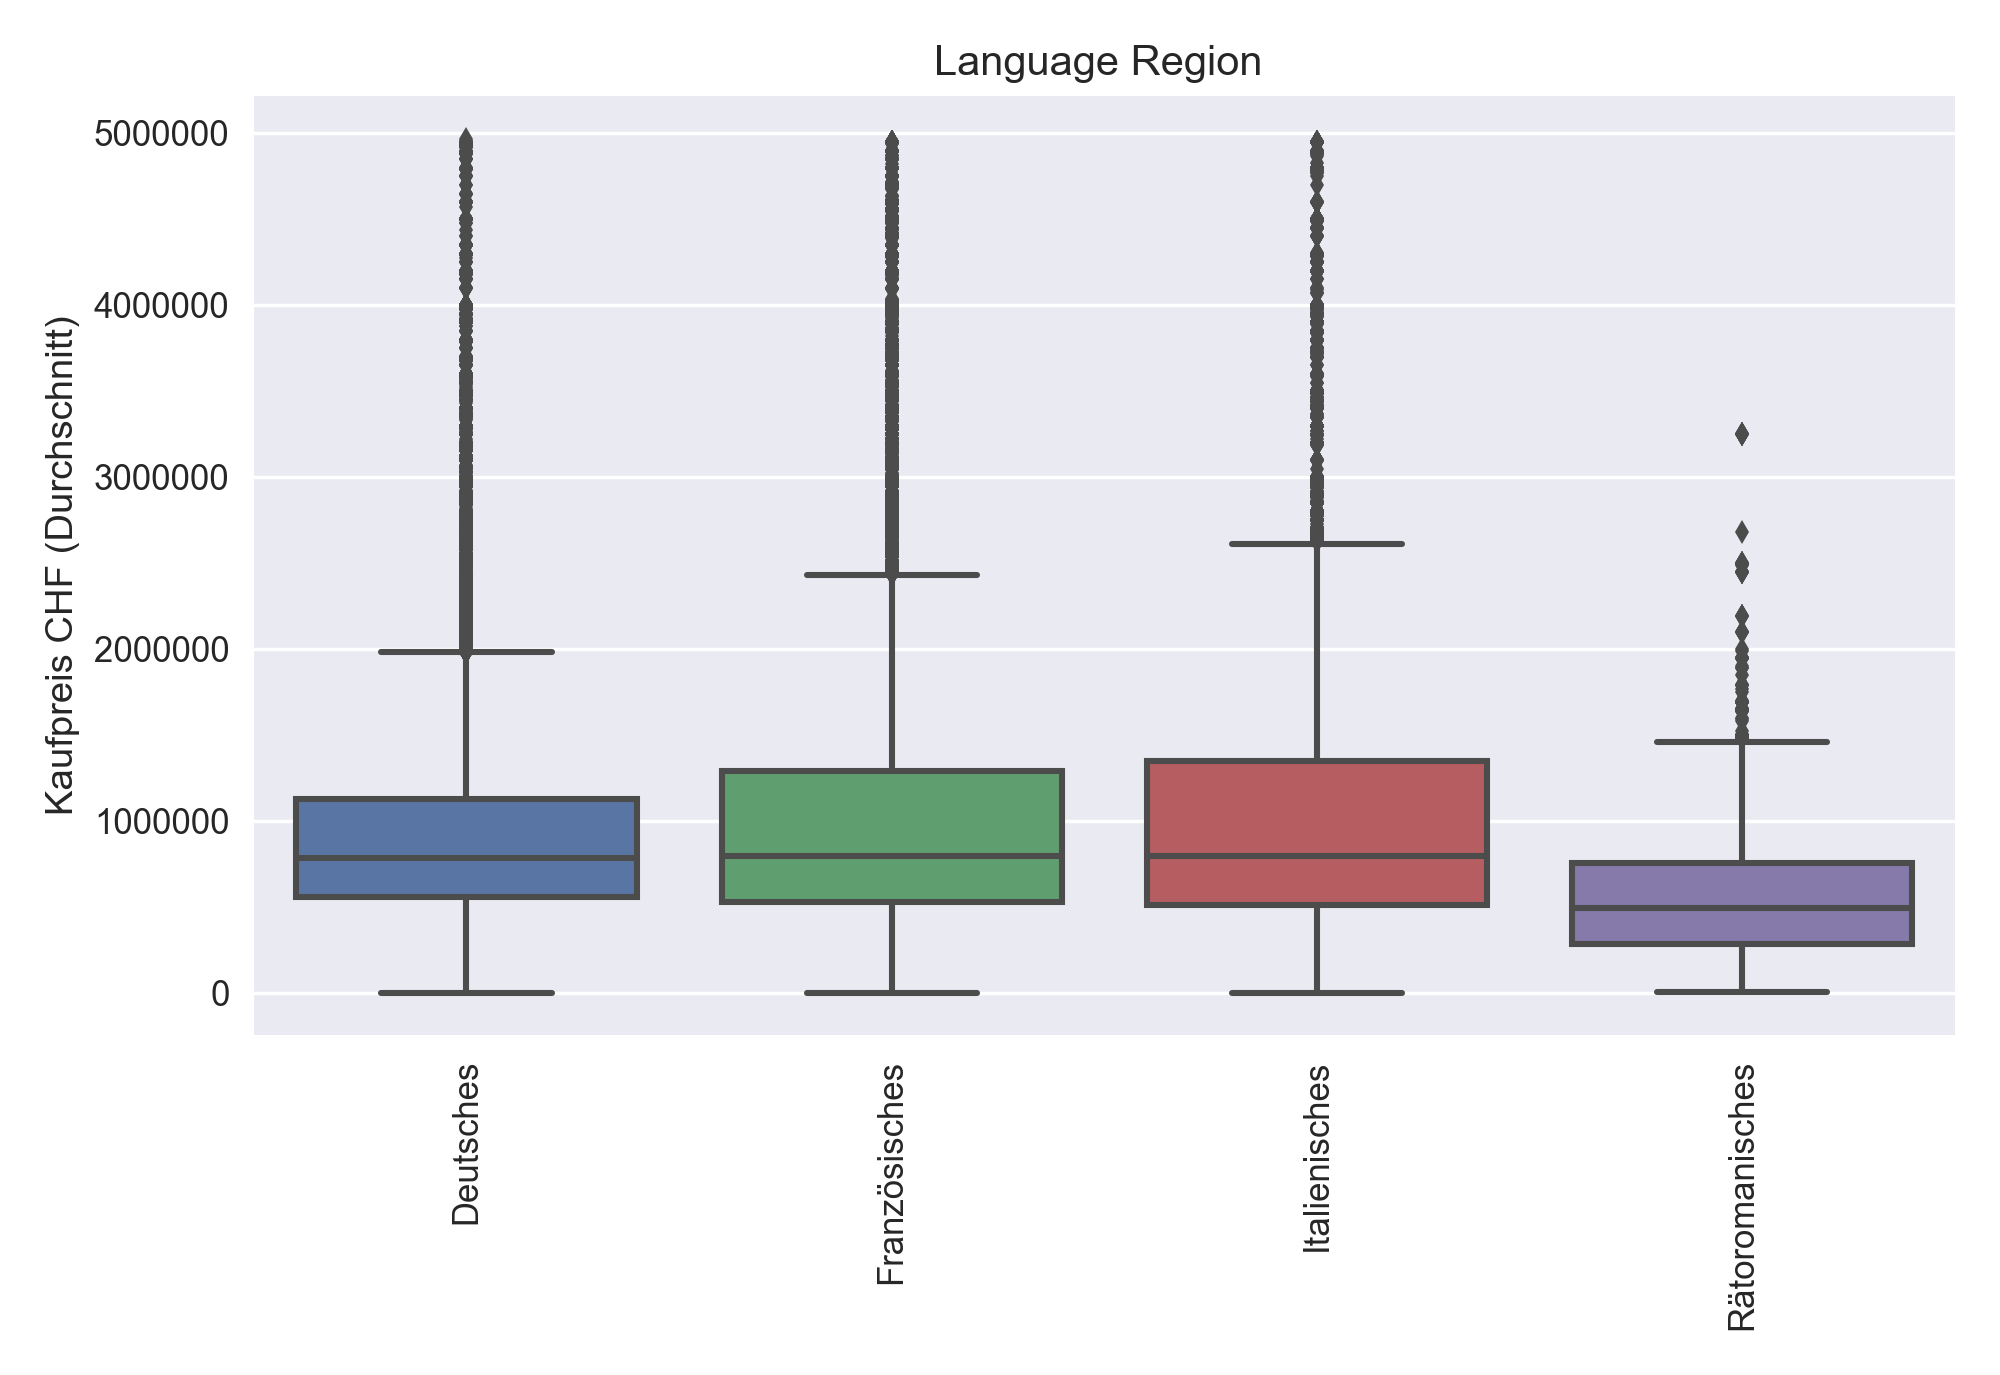 Language Region
Kaufpreis CHF (Durchschnitt)
5000000
4000000
3000000
2000000
1000000
0
Deutsches
Französisches
Italienisches
Rätoromanisches